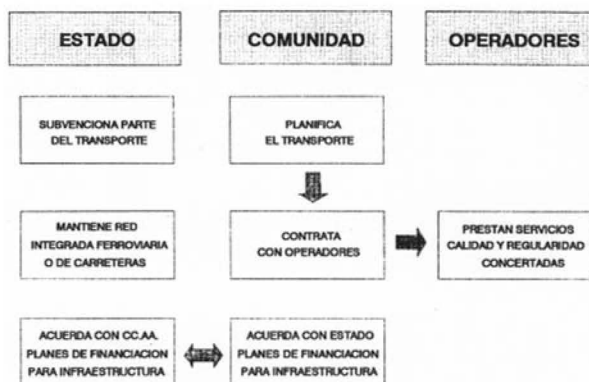 ESTADO
COMUNIDAD
OPERADORES
SUBVENCIONA PARTE
DEL TRANSPORTE
PLANIFICA
EL TRANSPORTE
MANTIENE RED
INTEGRADA FERROVIARIA
O DE CARRETERAS
CONTRATA
CON OPERADORES
PRESTAN SERVICIOS
CALIDAD Y REGULARIDAD
CONCERTADAS
ACUERDA CON CC.AA.
PLANES DE FINANCIACION
PARA INFRAESTRUCTURA
ACUERDA CON ESTADO
PLANES DE FINANCIACION
PARA INFRAESTRUCTURA